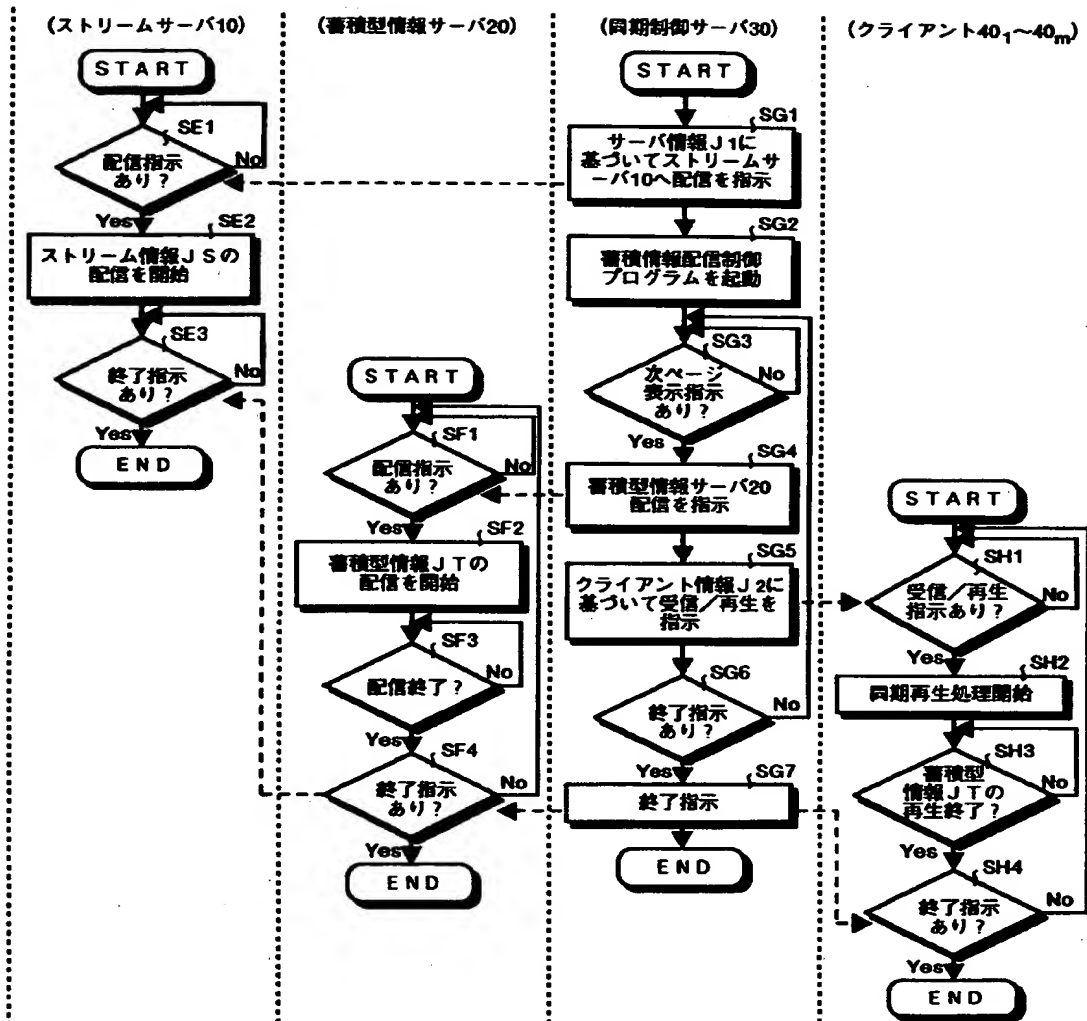 (ストリームサーバ10)
START
SE1
配信指示
あり?
No
Yes
SE2
ストリーム情報JSの
配信を開始
SE3
終了指示
あり?
No
Yes
END
(蓄積型情報サーバ20)
START
SF1
配信指示
あり?
No
Yes
SF2
蓄積型情報JTの
配信を開始
SF3
配信終了?
No
Yes
SF4
終了指示
あり?
No
Yes
END
(同期制御サーバ30)
START
SG1
サーバ情報J1に
基づいてストリームサ
ーバ10へ配信を指示
SG2
蓄積情報配信制御
プログラムを起動
SG3
次ページ
表示指示
あり?
No
Yes
SG4
蓄積型情報サーバ20
配信を指示
SG5
クライアント情報J2に
基づいて受信/再生を
指示
SG6
終了指示
あり?
No
Yes
SG7
終了指示
END
(クライアント40₁〜40ₘ)
START
SH1
受信/再生
指示あり?
No
Yes
SH2
同期再生処理開始
SH3
蓄積型
情報JTの
再生終了?
No
Yes
SH4
終了指示
あり?
No
Yes
END